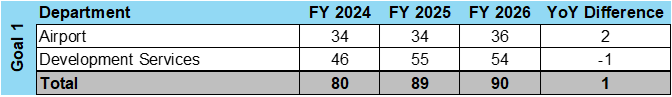 Goal 1
Department FY 2024 FY 2025 FY 2026 YoY Difference
Airport 34 34 36 2
Development Services 46 55 54 -1
Total 80 89 90 1